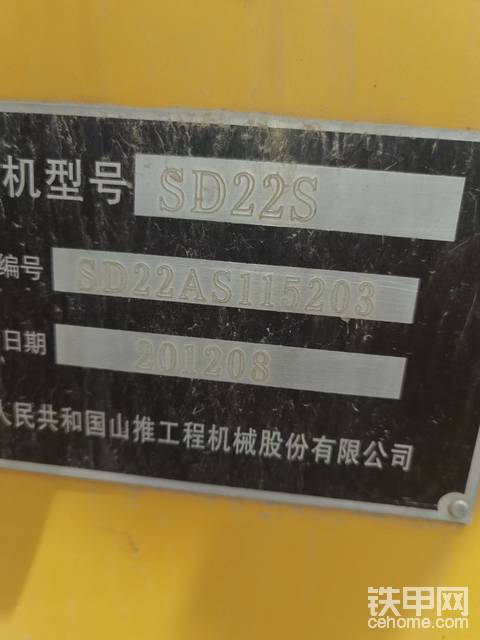 机型号 SD22S
编号 SD22AS115203
日期 201208
人民共和国山推工程机械股份有限公司
铁甲网
cehome.com